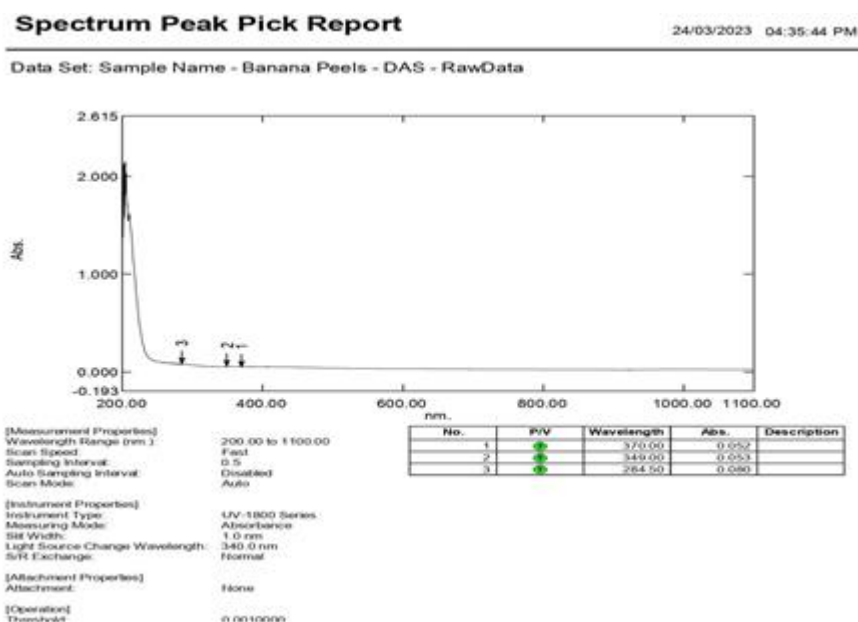 Spectrum Peak Pick Report
24/03/2023 04:35:44 PM
Data Set: Sample Name - Banana Peels - DAS - RawData
2.615
2.000
Abs.
1.000
3
2
1
0.000
-0.193
200.00 400.00 600.00 800.00 1000.00 1100.00
nm.
No. P/V Wavelength Abs. Description
1 370.00 0.052
2 349.00 0.053
3 284.50 0.080
[Measurement Properties]
Wavelength Range (nm.): 200.00 to 1100.00
Scan Speed: Fast
Sampling Interval: 0.5
Auto Sampling Interval: Disabled
Scan Mode: Auto
[Instrument Properties]
Instrument Type: UV-1800 Series
Measuring Mode: Absorbance
Slit Width: 1.0 nm
Light Source Change Wavelength: 340.0 nm
S/R Exchange: Normal
[Attachment Properties]
Attachment: None
[Operation]
Threshold: 0.0010000